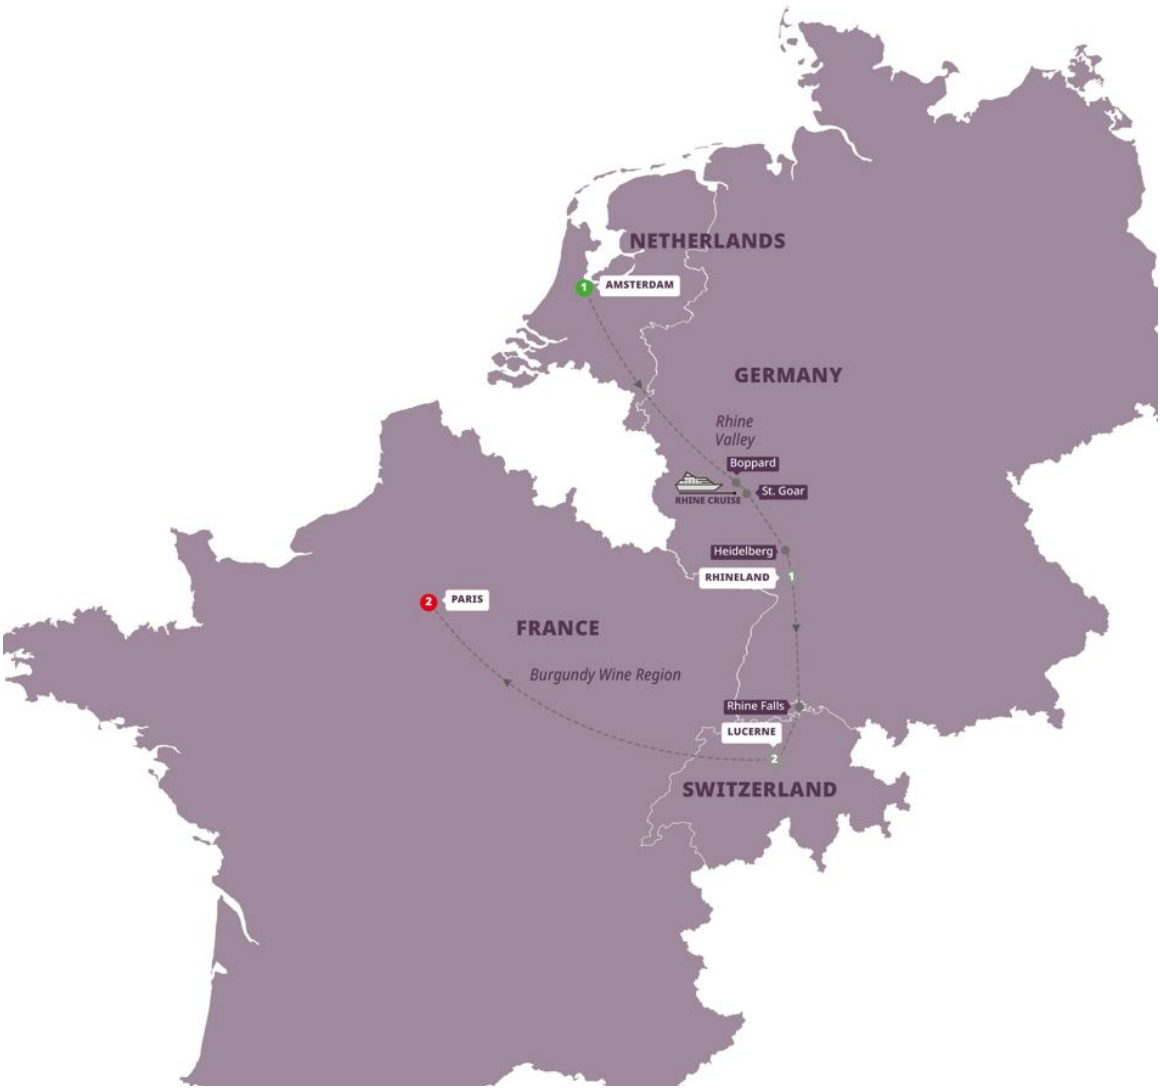 NETHERLANDS
1
AMSTERDAM
GERMANY
Rhine
Valley
Boppard
St. Goar
RHINE CRUISE
Heidelberg
RHINELAND
1
2
PARIS
FRANCE
Burgundy Wine Region
Rhine Falls
LUCERNE
2
SWITZERLAND